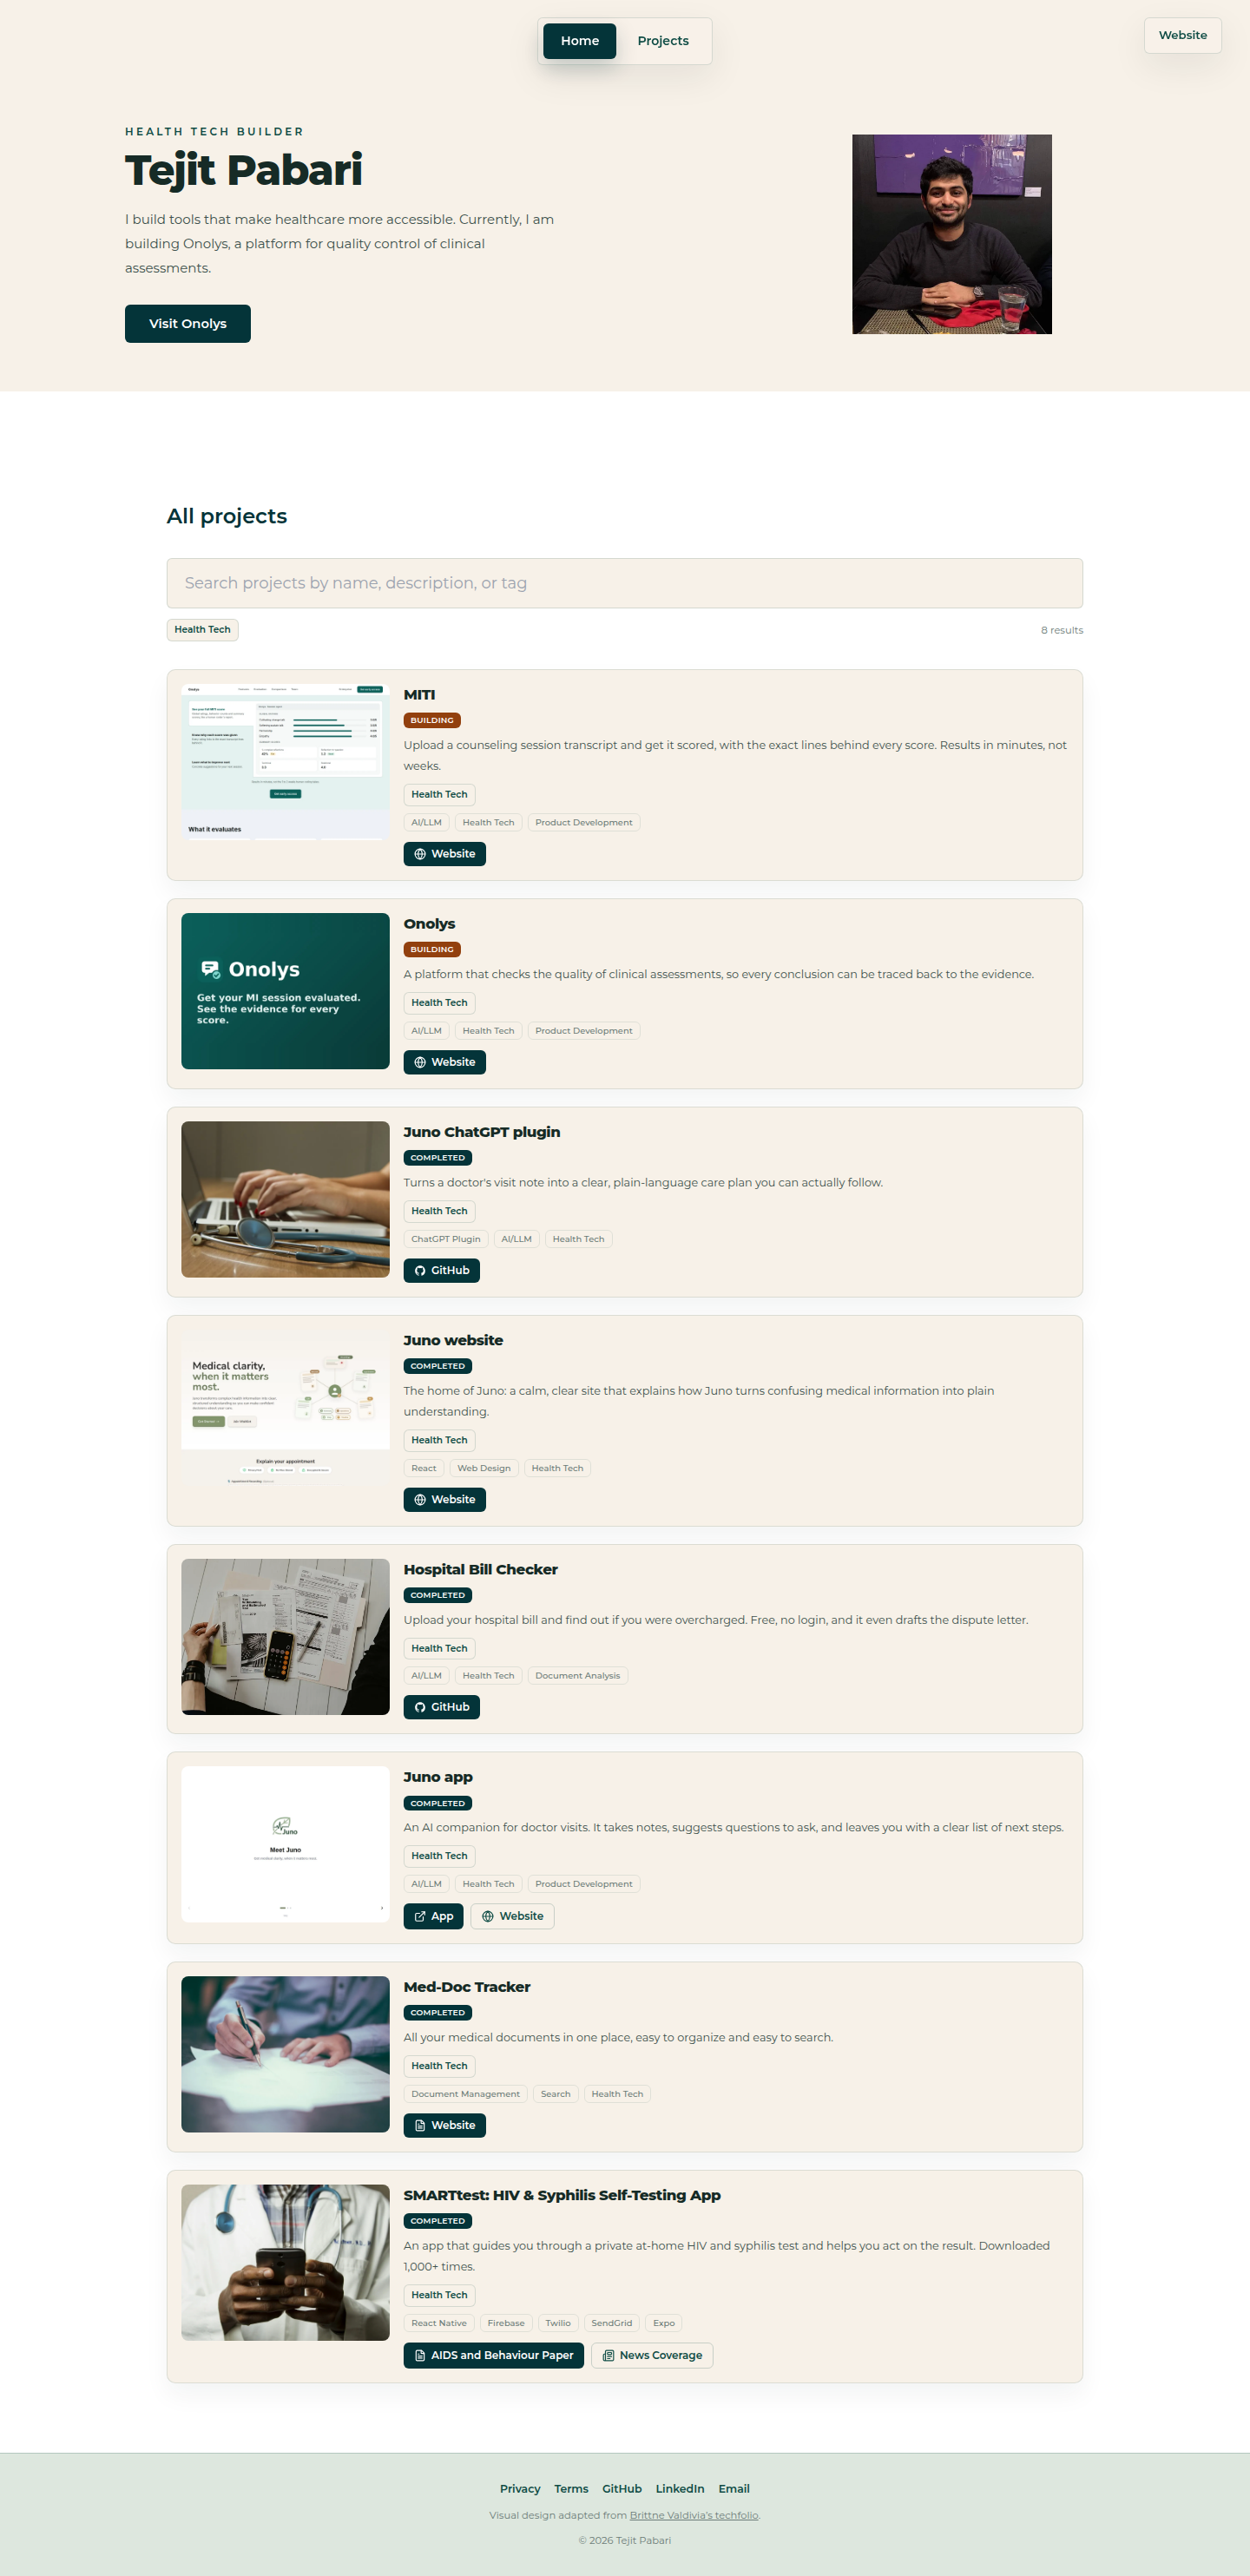 Home
Projects
Website
HEALTH TECH BUILDER
Tejit Pabari
I build tools that make healthcare more accessible. Currently, I am
building Onolys, a platform for quality control of clinical
assessments.
Visit Onolys
All projects
Search projects by name, description, or tag
Health Tech
8 results
MITI
BUILDING
Upload a counseling session transcript and get it scored, with the exact lines behind every score. Results in minutes, not
weeks.
Health Tech
AI/LLM
Health Tech
Product Development
Website
What it evaluates
Onolys
Get your MI session evaluated.
See the evidence for every
score.
Onolys
BUILDING
A platform that checks the quality of clinical assessments, so every conclusion can be traced back to the evidence.
Health Tech
AI/LLM
Health Tech
Product Development
Website
Juno ChatGPT plugin
COMPLETED
Turns a doctor's visit note into a clear, plain-language care plan you can actually follow.
Health Tech
ChatGPT Plugin
AI/LLM
Health Tech
GitHub
Medical clarity,
when it matters
most.
Explain your appointment
Juno website
COMPLETED
The home of Juno: a calm, clear site that explains how Juno turns confusing medical information into plain
understanding.
Health Tech
React
Web Design
Health Tech
Website
Hospital Bill Checker
COMPLETED
Upload your hospital bill and find out if you were overcharged. Free, no login, and it even drafts the dispute letter.
Health Tech
AI/LLM
Health Tech
Document Analysis
GitHub
Juno
Meet Juno
Juno app
COMPLETED
An AI companion for doctor visits. It takes notes, suggests questions to ask, and leaves you with a clear list of next steps.
Health Tech
AI/LLM
Health Tech
Product Development
App
Website
Med-Doc Tracker
COMPLETED
All your medical documents in one place, easy to organize and easy to search.
Health Tech
Document Management
Search
Health Tech
Website
SMARTtest: HIV & Syphilis Self-Testing App
COMPLETED
An app that guides you through a private at-home HIV and syphilis test and helps you act on the result. Downloaded
1,000+ times.
Health Tech
React Native
Firebase
Twilio
SendGrid
Expo
AIDS and Behaviour Paper
News Coverage
Privacy
Terms
GitHub
LinkedIn
Email
Visual design adapted from Brittne Valdivia's techfolio.
© 2026 Tejit Pabari